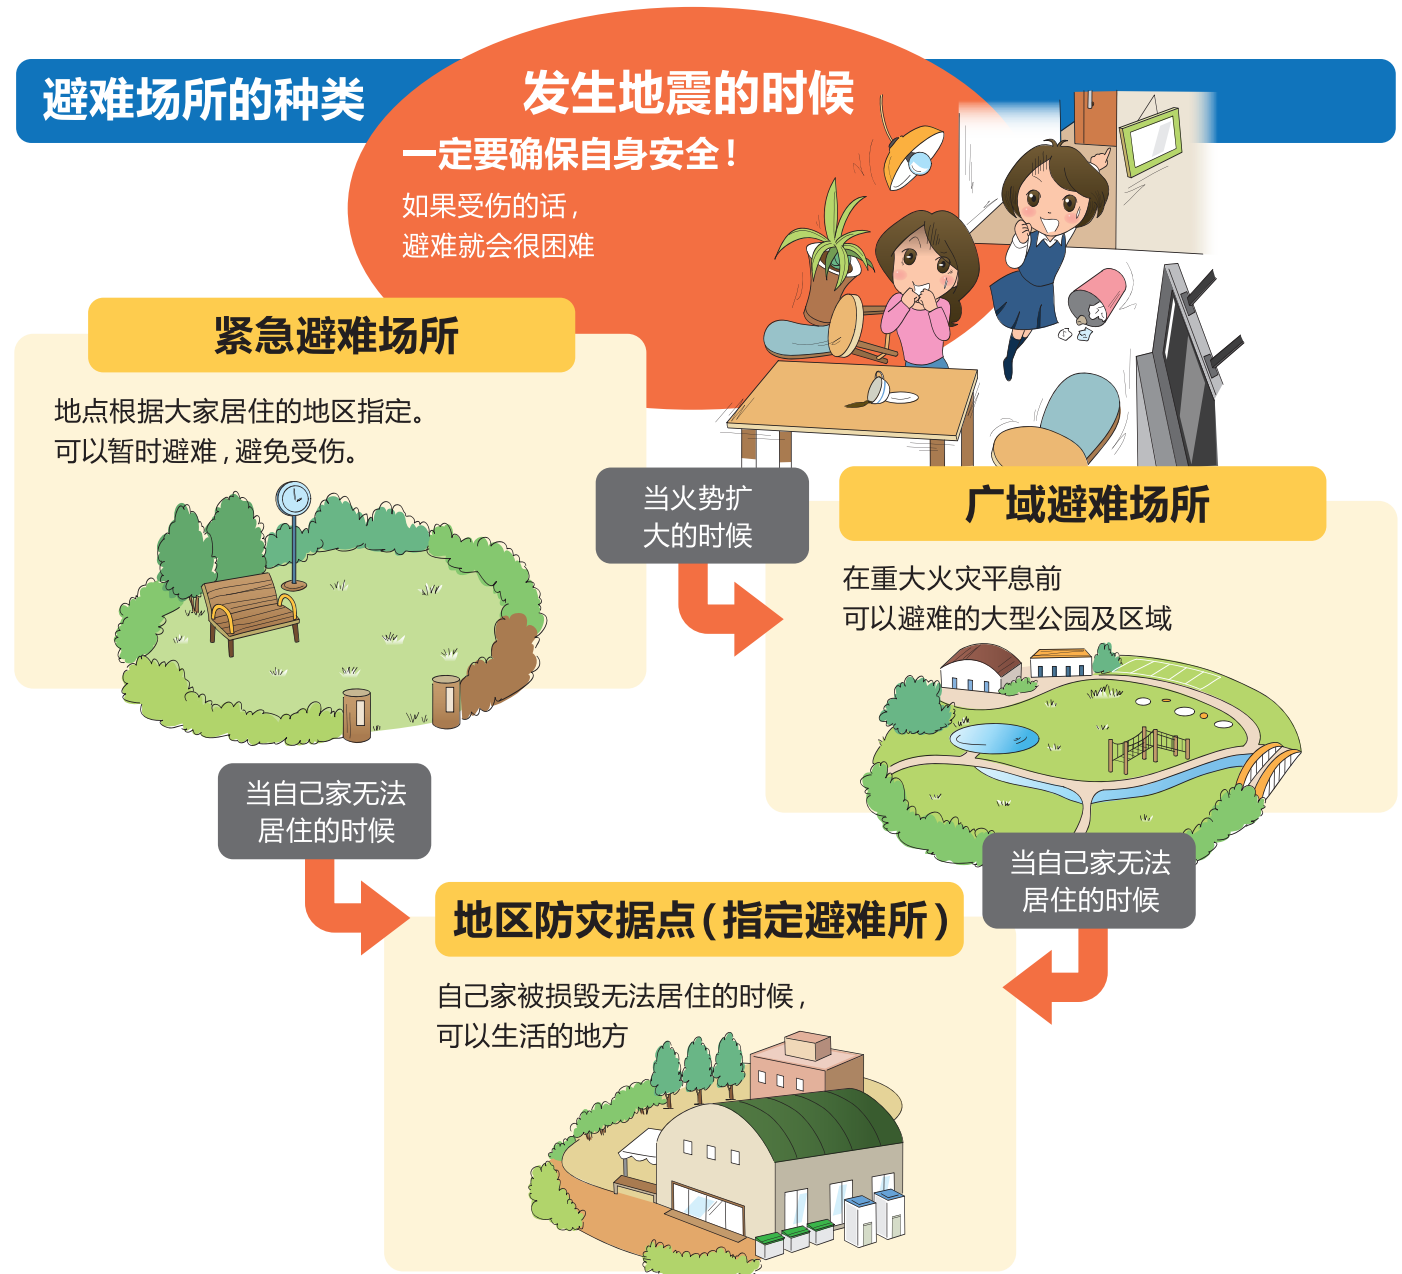 避难场所的种类
发生地震的时候
一定要确保自身安全！
如果受伤的话，
避难就会很困难
紧急避难场所
地点根据大家居住的地区指定。
可以暂时避难，避免受伤。
当火势扩
大的时候
广域避难场所
在重大火灾平息前
可以避难的大型公园及区域
当自己家无法
居住的时候
当自己家无法
居住的时候
地区防灾据点（指定避难所）
自己家被损毁无法居住的时候，
可以生活的地方